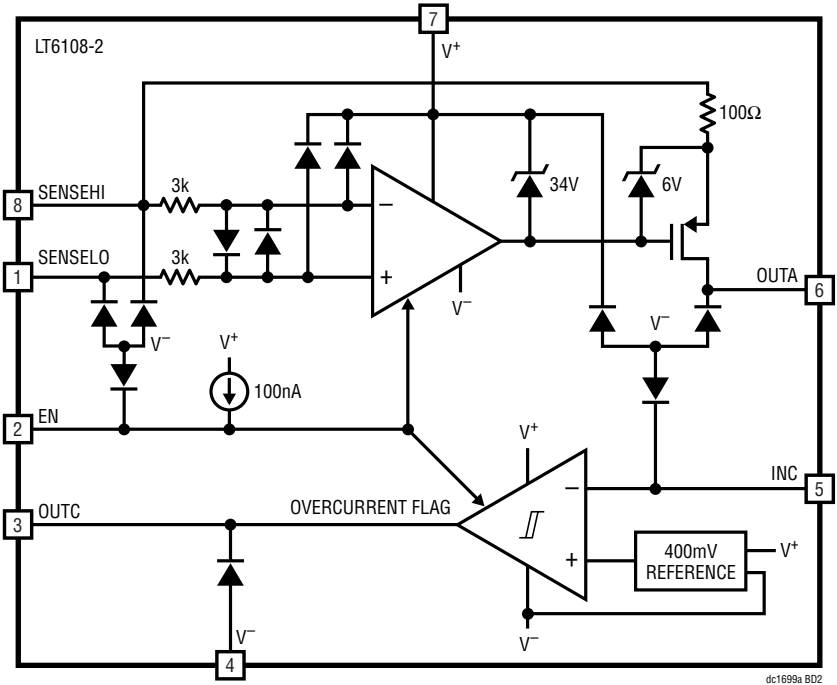 7
LT6108-2
V+
100Ω
3k
34V
6V
8
SENSEHI
−
SENSELO
3k
1
+
OUTA
6
V−
V−
V−
V+
100nA
EN
2
V+
INC
OUTC
OVERCURRENT FLAG
−
5
3
+
400mV
REFERENCE
V+
V−
V−
4
dc1699a BD2